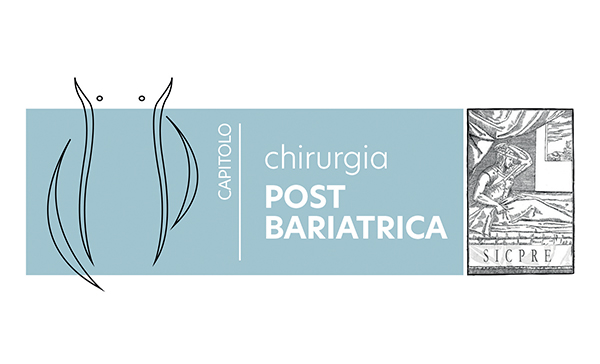 CAPITOLO
chirurgia
POST
BARIATRICA
SICPRE